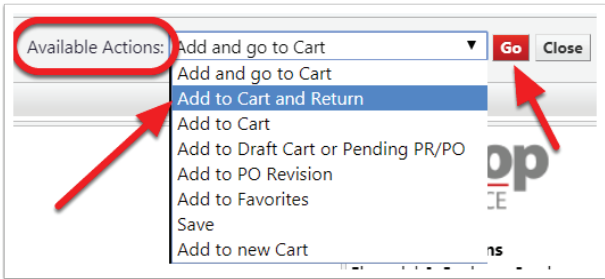 Available Actions: Add and go to Cart Go Close
Add and go to Cart
Add to Cart and Return
Add to Cart
Add to Draft Cart or Pending PR/PO
Add to PO Revision
Add to Favorites
Save
Add to new Cart